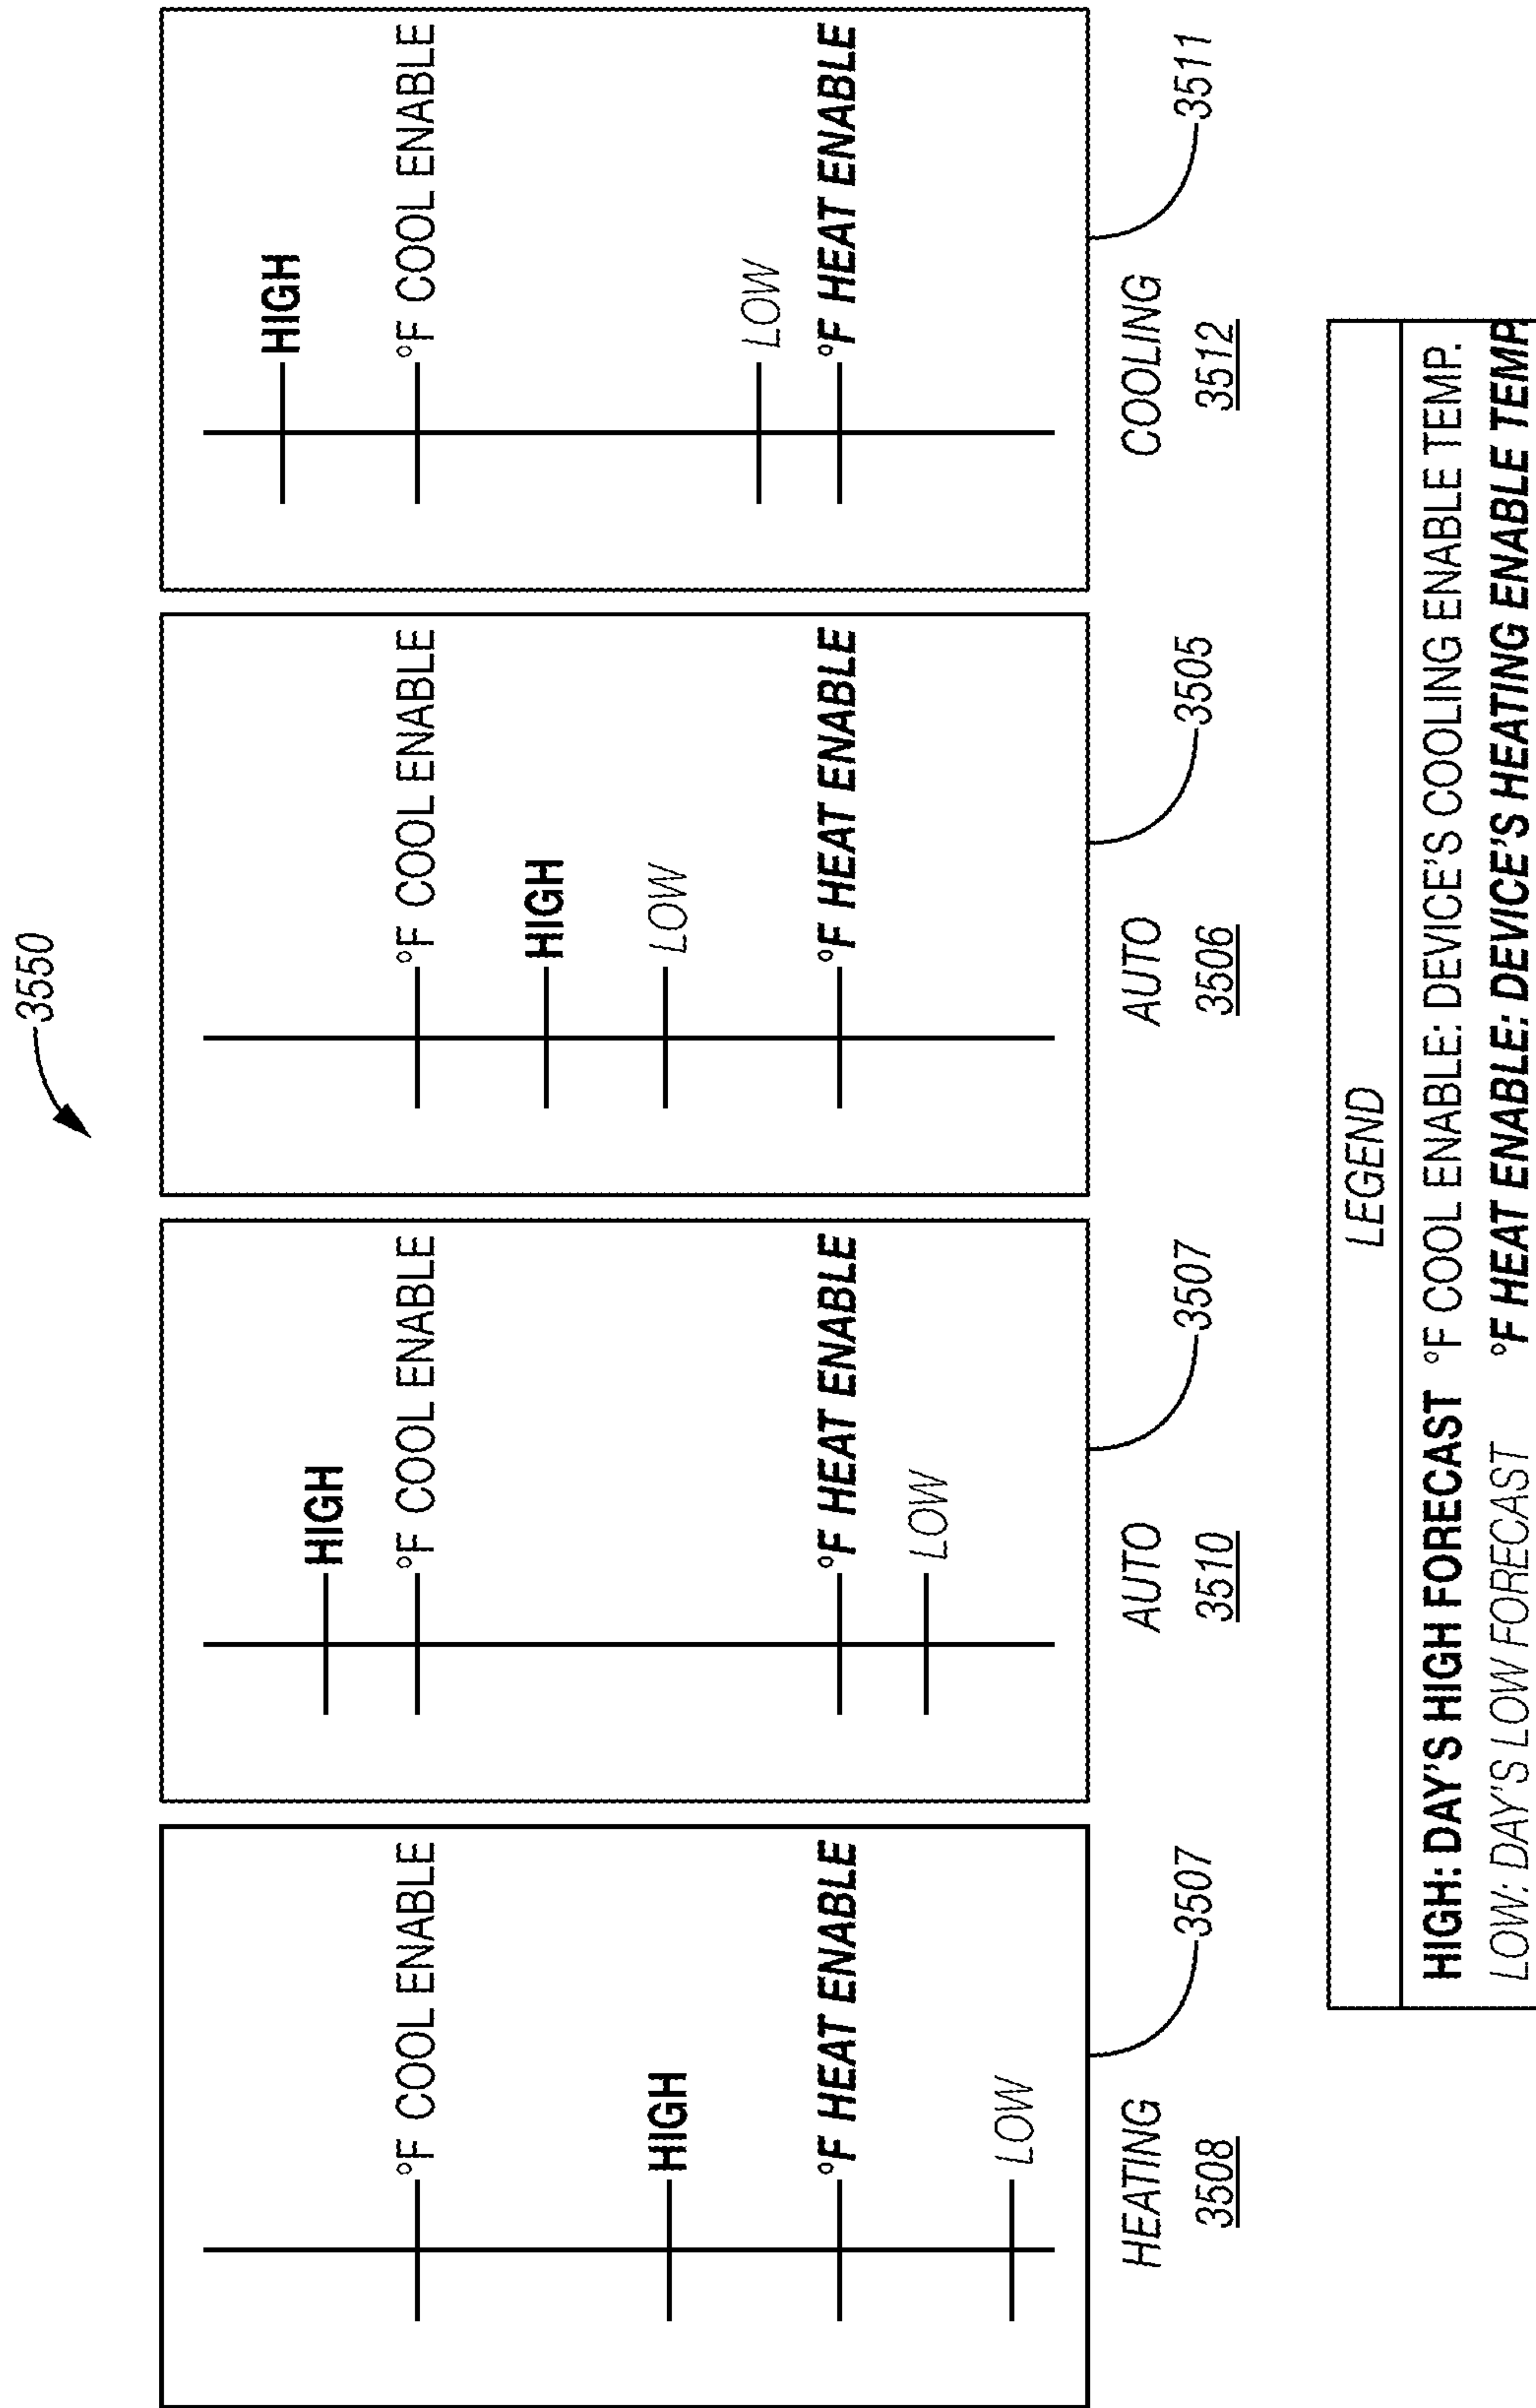 3550
°F COOL ENABLE
HIGH
°F HEAT ENABLE
LOW
3507
HEATING
3508
HIGH
°F COOL ENABLE
°F HEAT ENABLE
LOW
3507
AUTO
3510
°F COOL ENABLE
HIGH
LOW
°F HEAT ENABLE
3505
AUTO
3506
HIGH
°F COOL ENABLE
LOW
°F HEAT ENABLE
3511
COOLING
3512
LEGEND
HIGH: DAY'S HIGH FORECAST °F COOL ENABLE: DEVICE'S COOLING ENABLE TEMP.
LOW: DAY'S LOW FORECAST °F HEAT ENABLE: DEVICE'S HEATING ENABLE TEMP.